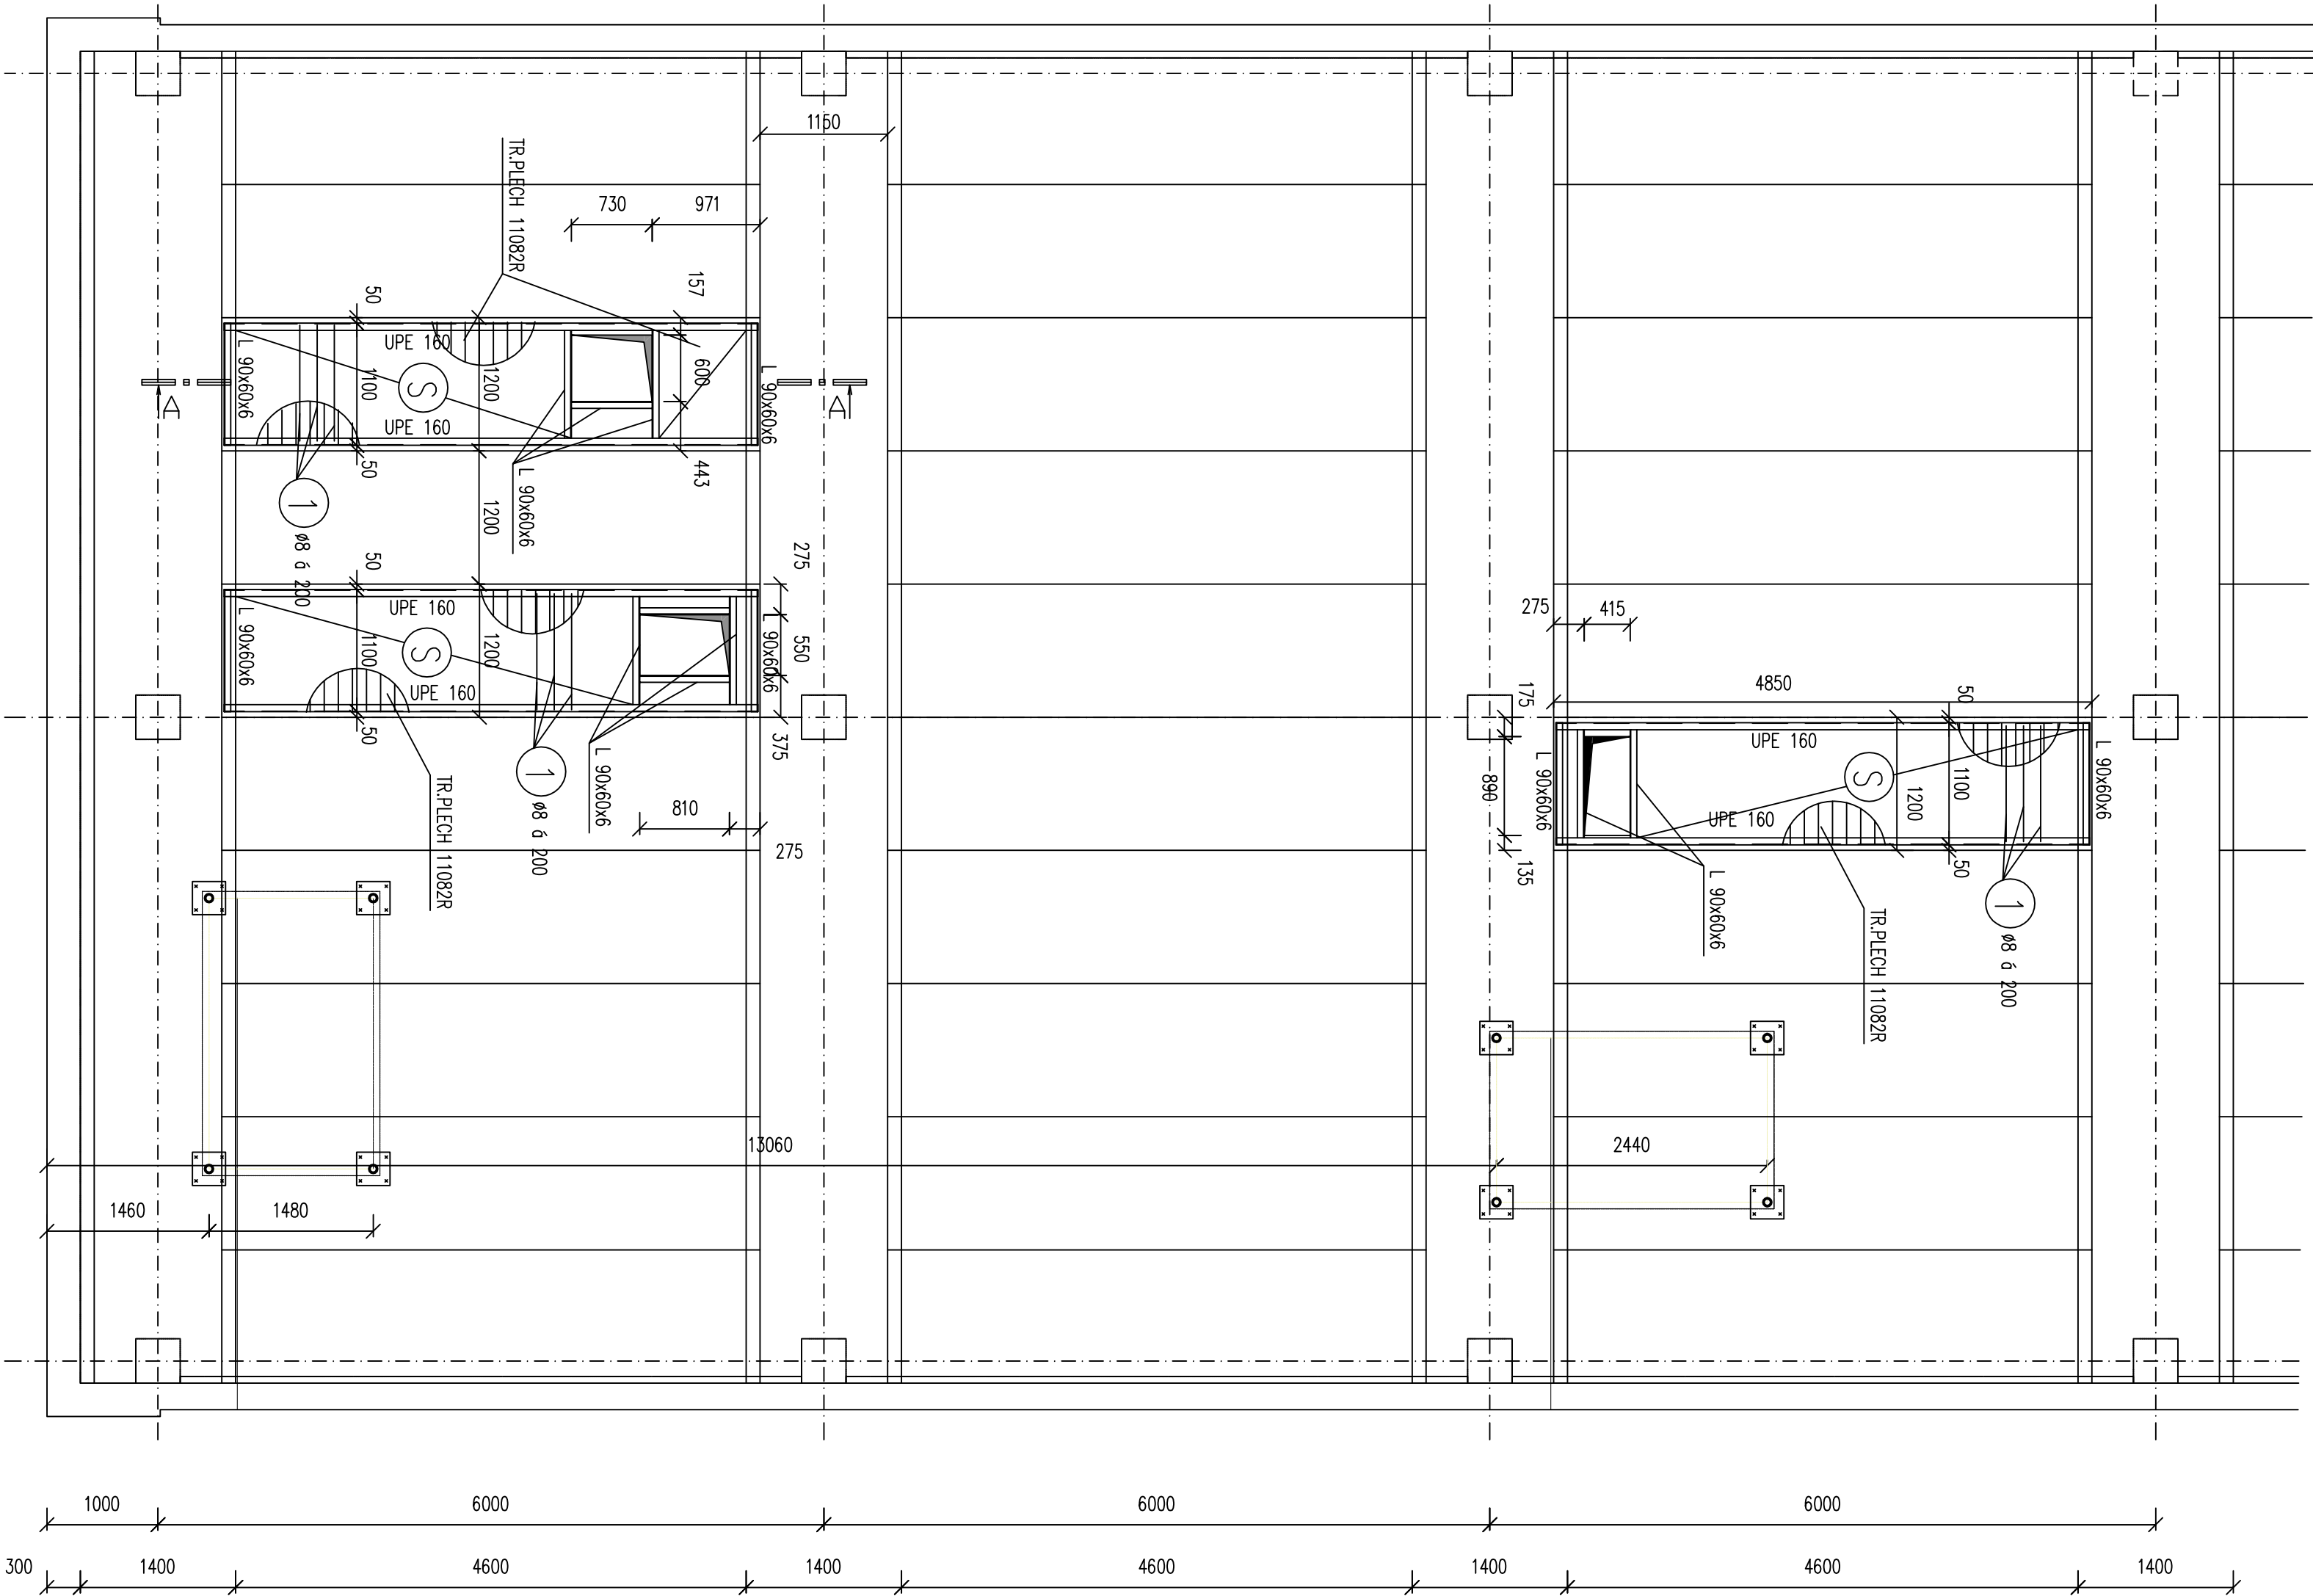 1150
TR.PLECH 11082R
730
971
157
50
UPE 160
L 90x60x6
1100
S
1200
600
L 90x60x6
A
A
UPE 160
50
443
L 90x60x6
1
ø8 á 200
1200
275
50
UPE 160
L 90x60x6
1100
S
1200
550
L 90x60x6
UPE 160
50
375
L 90x60x6
1
ø8 á 200
TR.PLECH 11082R
810
275
275
415
4850
175
50
UPE 160
L 90x60x6
S
1100
1200
890
L 90x60x6
UPE 160
50
135
L 90x60x6
1
ø8 á 200
TR.PLECH 11082R
13060
2440
1460
1480
1000
6000
6000
6000
300
1400
4600
1400
4600
1400
4600
1400